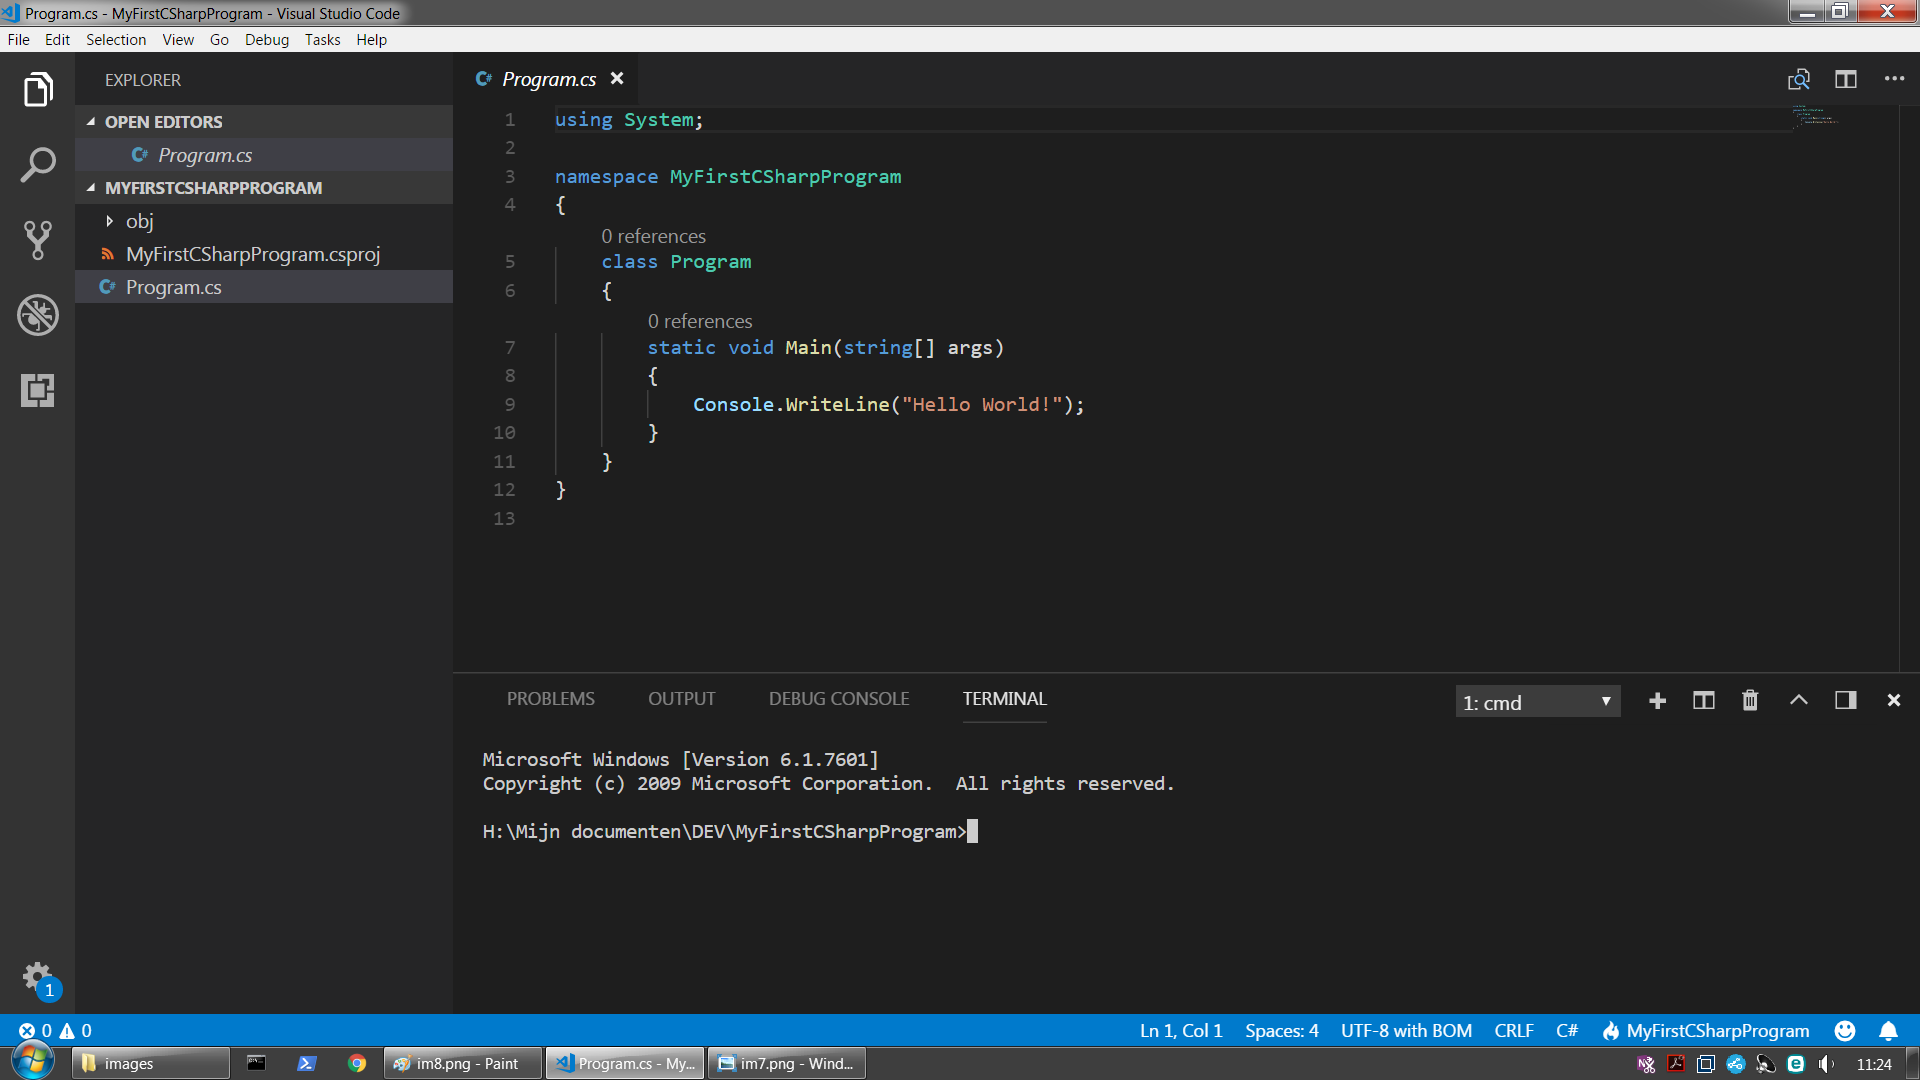 Program.cs - MyFirstCSharpProgram - Visual Studio Code
File Edit Selection View Go Debug Tasks Help
EXPLORER
OPEN EDITORS
C# Program.cs
MYFIRSTCSHARPPROGRAM
obj
MyFirstCSharpProgram.csproj
C# Program.cs
C# Program.cs
1 using System;
2
3 namespace MyFirstCSharpProgram
4 {
0 references
5 class Program
6 {
0 references
7 static void Main(string[] args)
8 {
9 Console.WriteLine("Hello World!");
10 }
11 }
12 }
13
PROBLEMS OUTPUT DEBUG CONSOLE TERMINAL 1: cmd
Microsoft Windows [Version 6.1.7601]
Copyright (c) 2009 Microsoft Corporation.  All rights reserved.
H:\Mijn documenten\DEV\MyFirstCSharpProgram>
1
0 0 Ln 1, Col 1 Spaces: 4 UTF-8 with BOM CRLF C# MyFirstCSharpProgram
images im8.png - Paint Program.cs - My... im7.png - Wind... 11:24